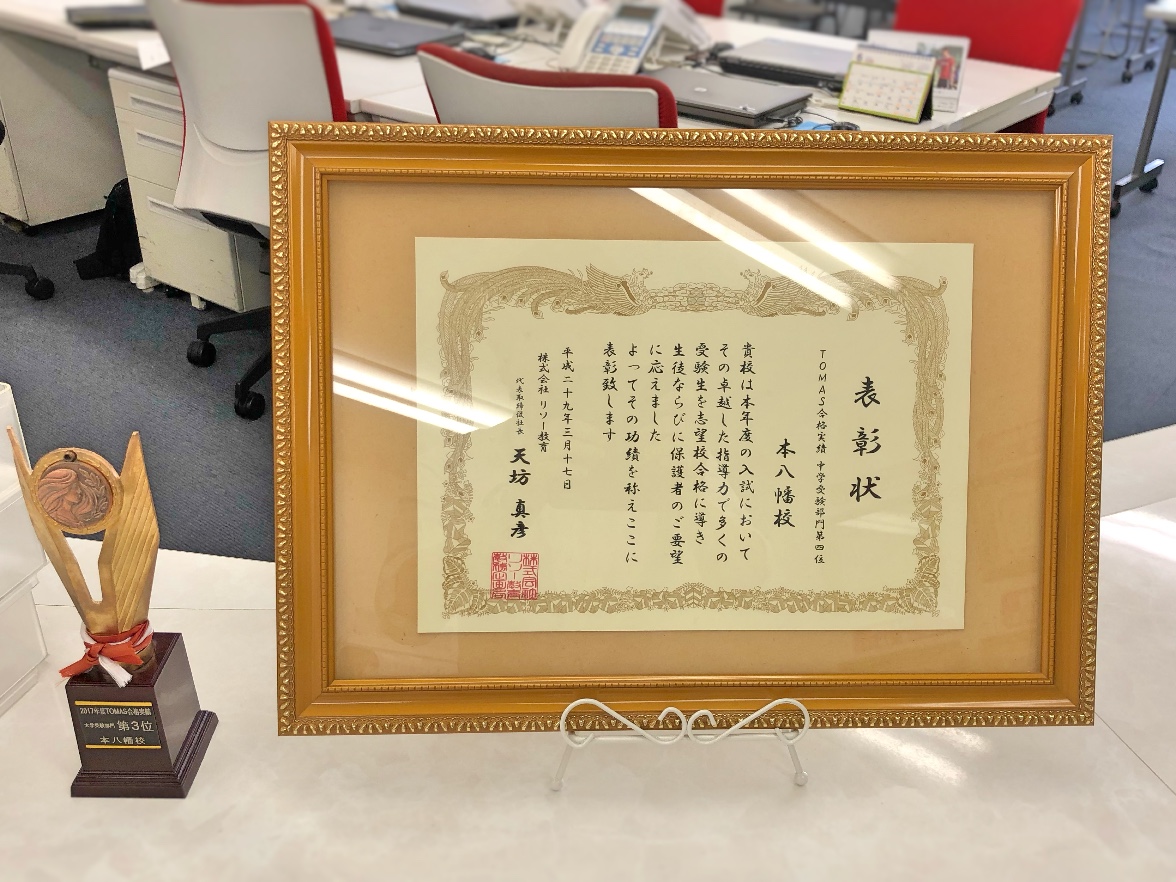 表彰状
TOMAS合格実績 中学受験部門第四位
本八幡校
貴校は本年度の入試において
その卓越した指導力で多くの
受験生を志望校合格に導き
生徒ならびに保護者のご要望
に応えました
よってその功績を称えここに
表彰致します
平成二十九年三月十七日
株式会社 リソー教育
代表取締役社長 天坊 真彦
2017年度TOMAS合格実績
大学受験部門 第3位
本八幡校